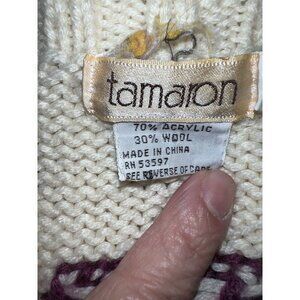 tamaron
70% ACRYLIC
30% WOOL
MADE IN CHINA
RN 53597
SEE REVERSE OF CARE